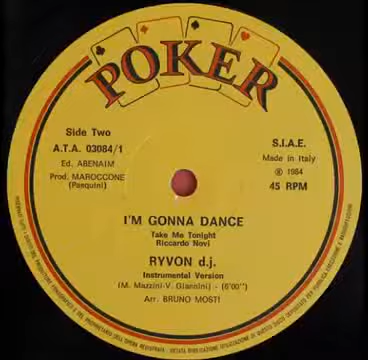 POKER
Side Two
A.T.A. 03084/1
Ed. ABENAIM
Prod. MAROCCONE
(Pasquini)
S.I.A.E.
Made in Italy
℗ 1984
45 RPM
I'M GONNA DANCE
Take Me Tonight
Riccardo Novi
RYVON d.j.
Instrumental Version
(M. Mazzini-V. Giannini) - (6'00")
Arr. BRUNO MOSTI